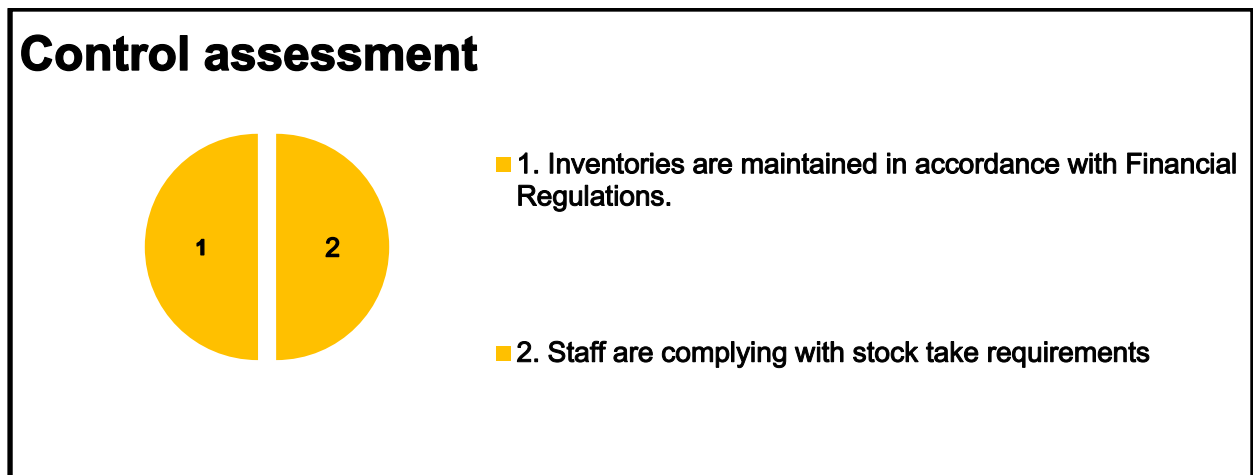 Control assessment
1
2
1. Inventories are maintained in accordance with Financial
Regulations.
2. Staff are complying with stock take requirements